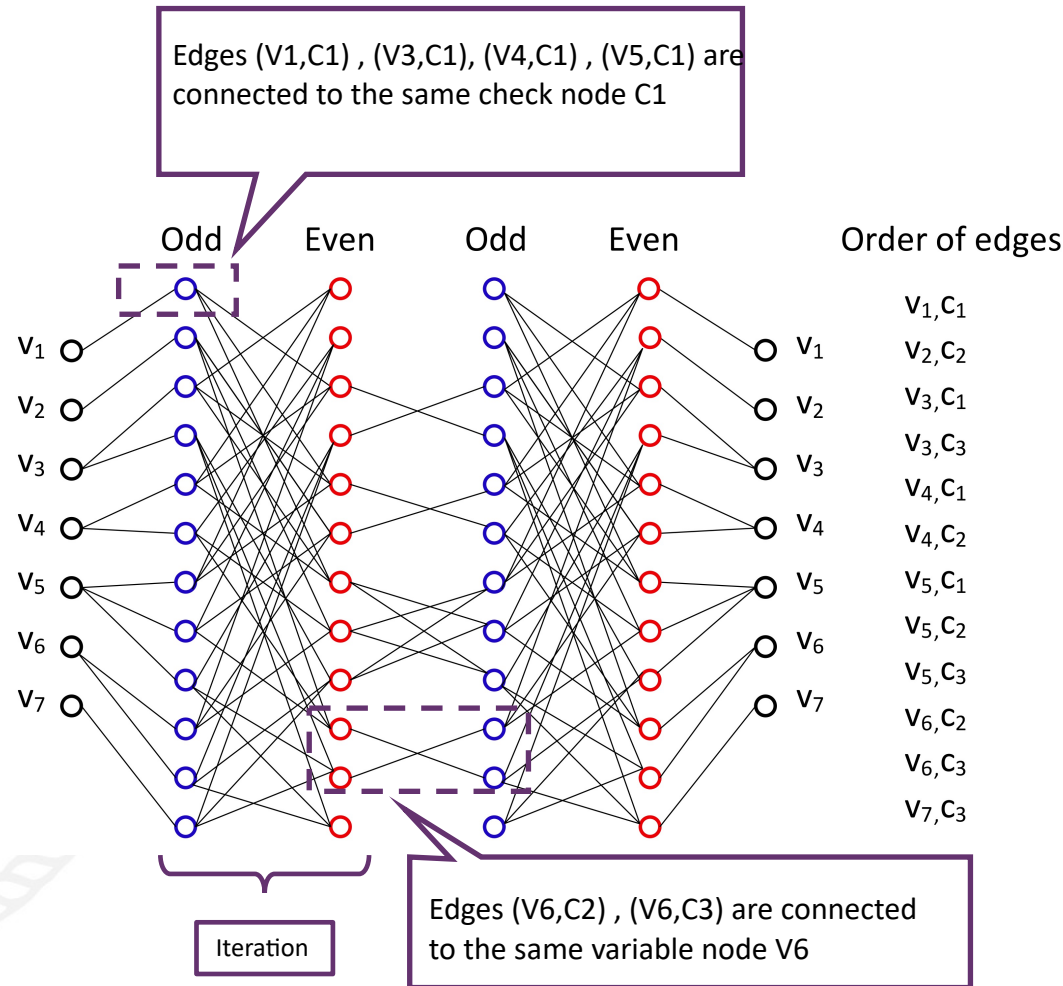 Edges (V1,C1) , (V3,C1), (V4,C1) , (V5,C1) are
connected to the same check node C1
Odd Even Odd Even Order of edges
v₁ v₁
v₂ v₂
v₃ v₃
v₄ v₄
v₅ v₅
v₆ v₆
v₇ v₇
v₁,c₁
v₂,c₂
v₃,c₁
v₃,c₃
v₄,c₁
v₄,c₂
v₅,c₁
v₅,c₂
v₅,c₃
v₆,c₂
v₆,c₃
v₇,c₃
Iteration
Edges (V6,C2) , (V6,C3) are connected
to the same variable node V6